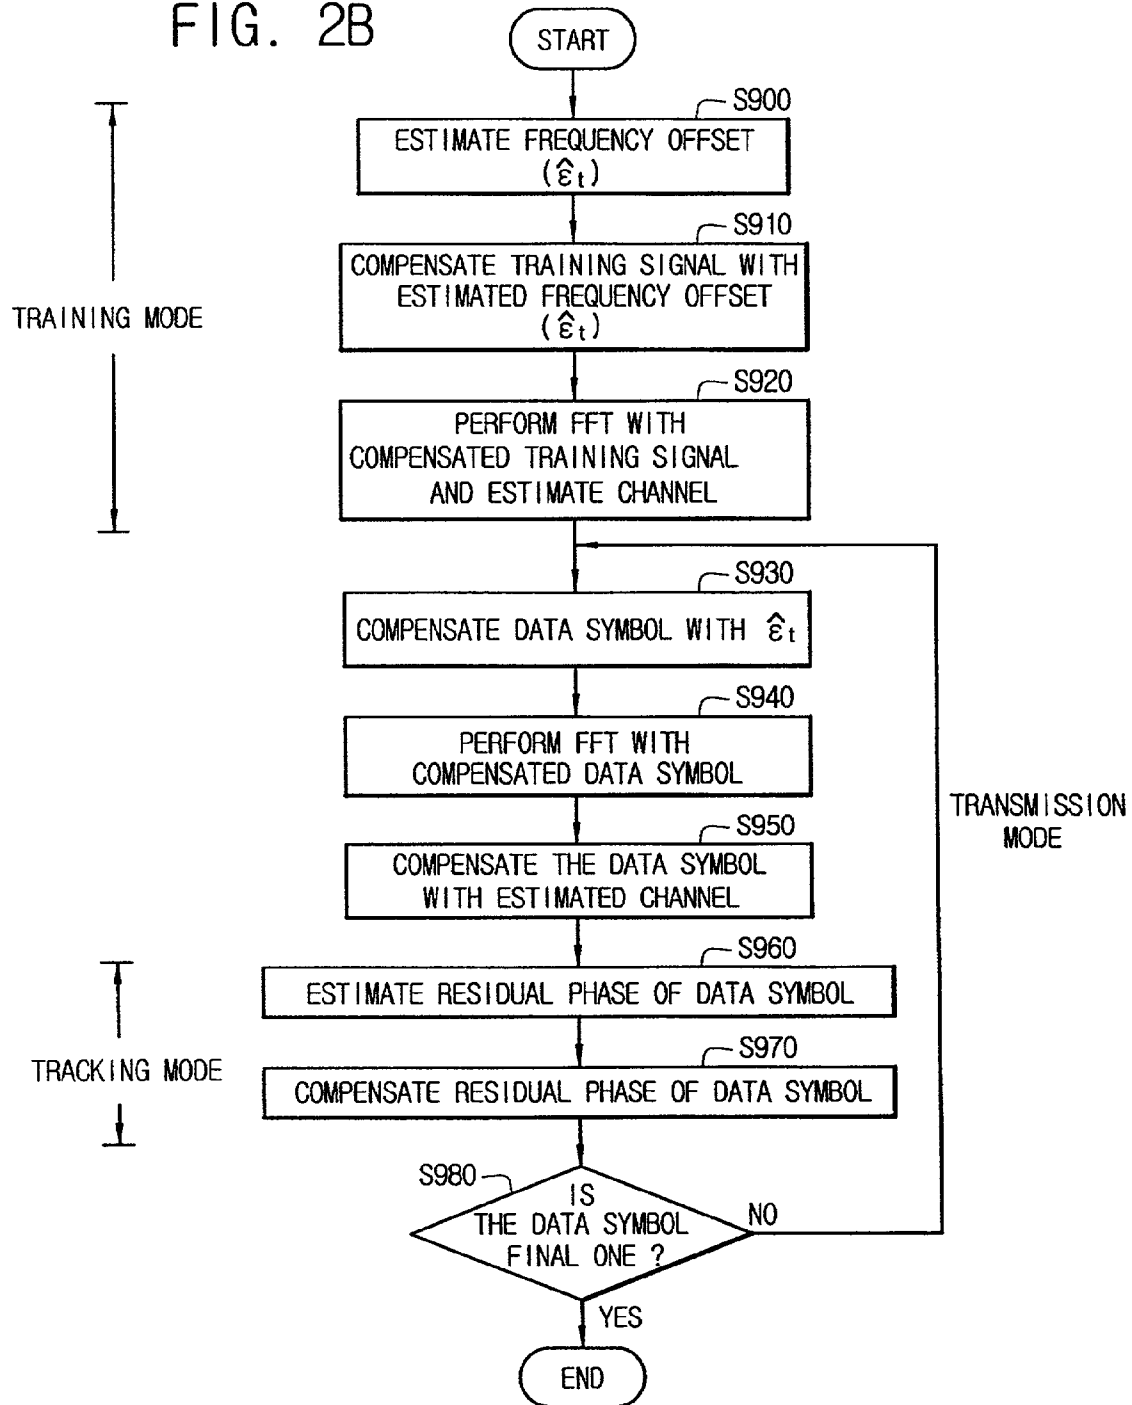 FIG. 2B
START
S900
ESTIMATE FREQUENCY OFFSET
(ε̂t)
S910
COMPENSATE TRAINING SIGNAL WITH
ESTIMATED FREQUENCY OFFSET
(ε̂t)
TRAINING MODE
S920
PERFORM FFT WITH
COMPENSATED TRAINING SIGNAL
AND ESTIMATE CHANNEL
S930
COMPENSATE DATA SYMBOL WITH ε̂t
S940
PERFORM FFT WITH
COMPENSATED DATA SYMBOL
TRANSMISSION
MODE
S950
COMPENSATE THE DATA SYMBOL
WITH ESTIMATED CHANNEL
S960
ESTIMATE RESIDUAL PHASE OF DATA SYMBOL
TRACKING MODE
S970
COMPENSATE RESIDUAL PHASE OF DATA SYMBOL
S980
IS
THE DATA SYMBOL
FINAL ONE ?
NO
YES
END